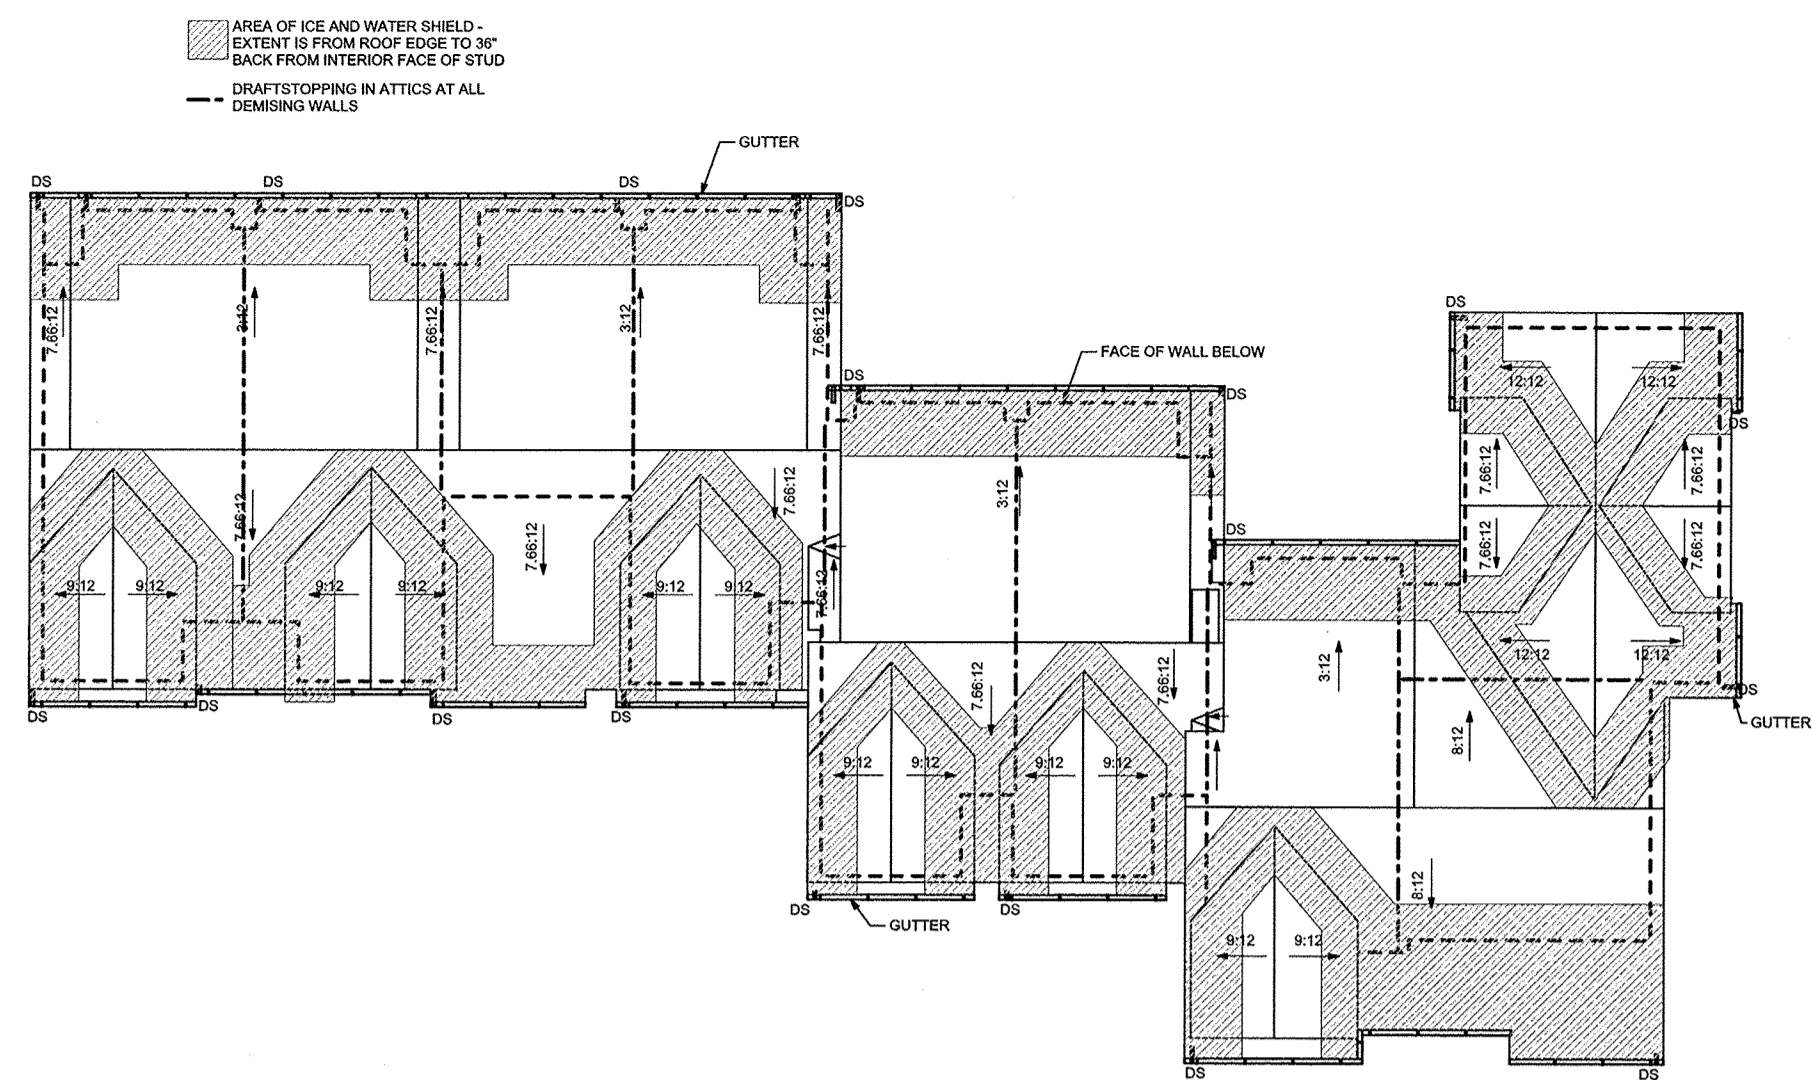 AREA OF ICE AND WATER SHIELD -
EXTENT IS FROM ROOF EDGE TO 36"
BACK FROM INTERIOR FACE OF STUD
DRAFTSTOPPING IN ATTICS AT ALL
DEMISING WALLS
GUTTER
DS
DS
DS
DS
7.66:12
3:12
7.66:12
3:12
7.66:12
DS
FACE OF WALL BELOW
DS
DS
12:12
12:12
DS
7.66:12
7.66:12
7.66:12
7.66:12
7.66:12
7.66:12
7.66:12
3:12
DS
9:12
9:12
9:12
9:12
9:12
9:12
7.66:12
12:12
12:12
7.66:12
7.66:12
3:12
8:12
DS
GUTTER
DS
DS
DS
DS
9:12
9:12
9:12
9:12
8:12
DS
GUTTER
DS
9:12
9:12
DS
DS